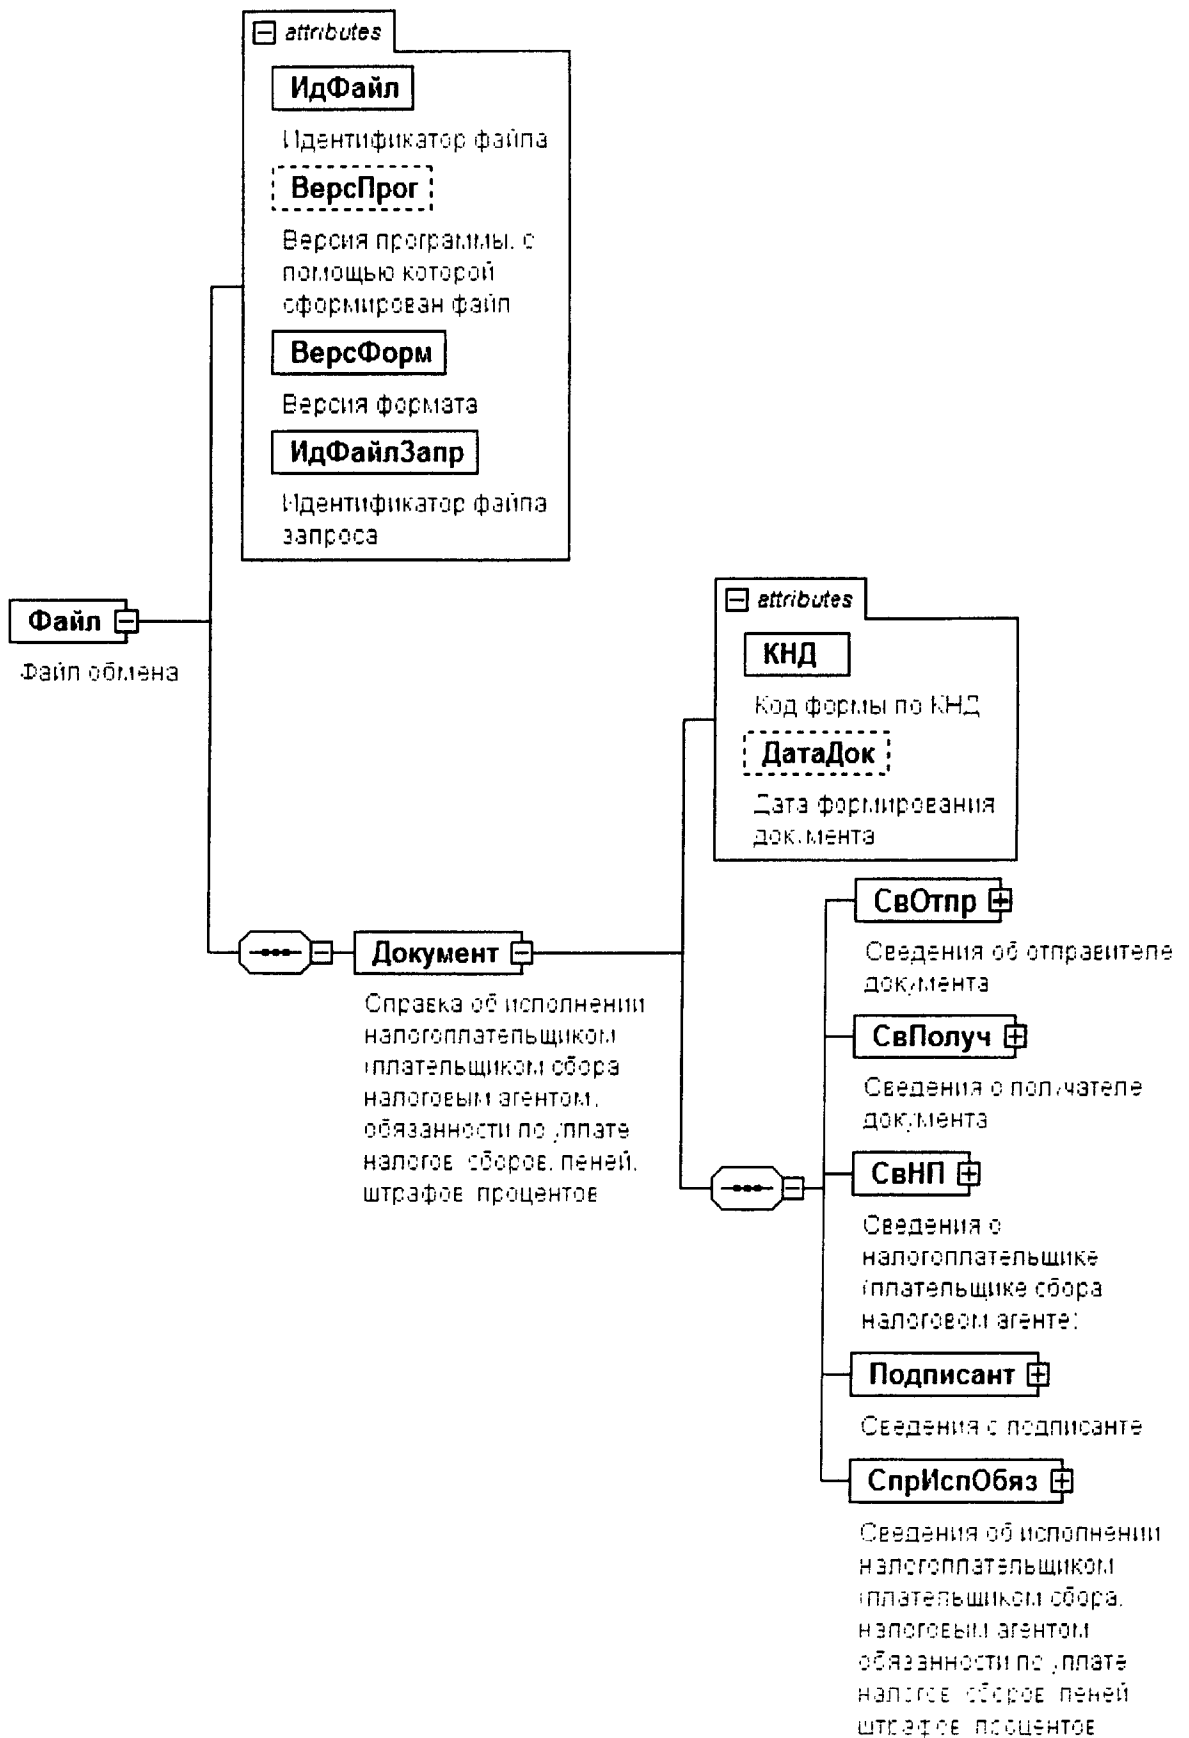 attributes
ИдФайл
Идентификатор файла
ВерсПрог
Версия программы, с
помощью которой
сформирован файл
ВерсФорм
Версия формата
ИдФайлЗапр
Идентификатор файла
запроса
Файл
Файл обмена
attributes
КНД
Код формы по КНД
ДатаДок
Дата формирования
документа
Документ
Справка об исполнении
налогоплательщиком
(плательщиком сбора
налоговым агентом,
обязанности по уплате
налогов, сборов, пеней,
штрафов, процентов
СвОтпр
Сведения об отправителе
документа
СвПолуч
Сведения о получателе
документа
СвНП
Сведения о
налогоплательщике
(плательщике сбора
налоговом агенте)
Подписант
Сведения о подписанте
СпрИспОбяз
Сведения об исполнении
налогоплательщиком
(плательщиком сбора,
налоговым агентом
обязанности по уплате
налогов, сборов, пеней
штрафов, процентов